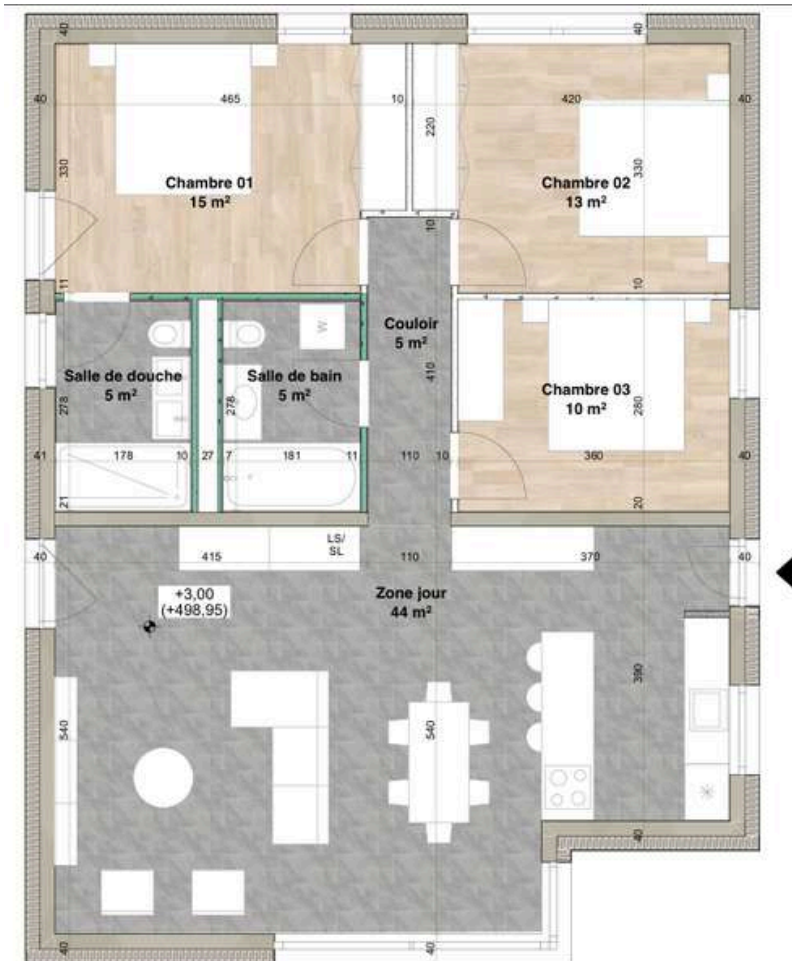 40
40
40
465
10
420
40
220
330
330
Chambre 01
15 m²
Chambre 02
13 m²
10
11
10
Couloir
5 m²
W
Salle de douche
5 m²
Salle de bain
5 m²
Chambre 03
10 m²
410
278
278
280
41
178
10
27
7
181
11
110
10
360
40
21
20
LS/
SL
40
415
110
370
40
+3,00
(+498,95)
Zone jour
44 m²
390
540
540
40
40
40